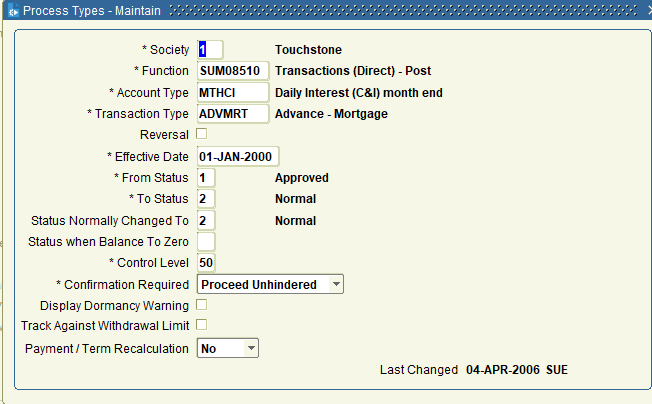 Process Types - Maintain
* Society 1 Touchstone
* Function SUM08510 Transactions (Direct) - Post
* Account Type MTHCI Daily Interest (C&I) month end
* Transaction Type ADVMRT Advance - Mortgage
Reversal
* Effective Date 01-JAN-2000
* From Status 1 Approved
* To Status 2 Normal
Status Normally Changed To 2 Normal
Status when Balance To Zero
* Control Level 50
* Confirmation Required Proceed Unhindered
Display Dormancy Warning
Track Against Withdrawal Limit
Payment / Term Recalculation No
Last Changed 04-APR-2006 SUE